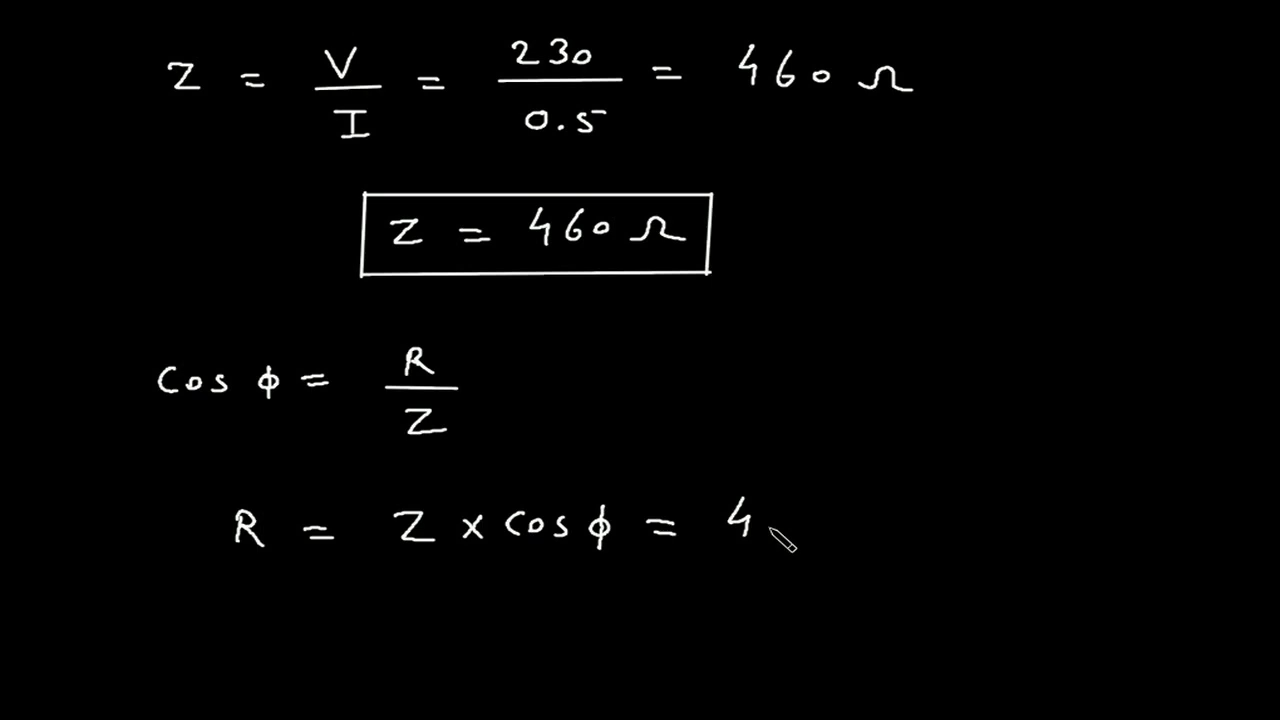 Z = V/I = 230/0.5 = 460 Ω
Z = 460 Ω
Cos ϕ = R/Z
R = Z × Cos ϕ = 4